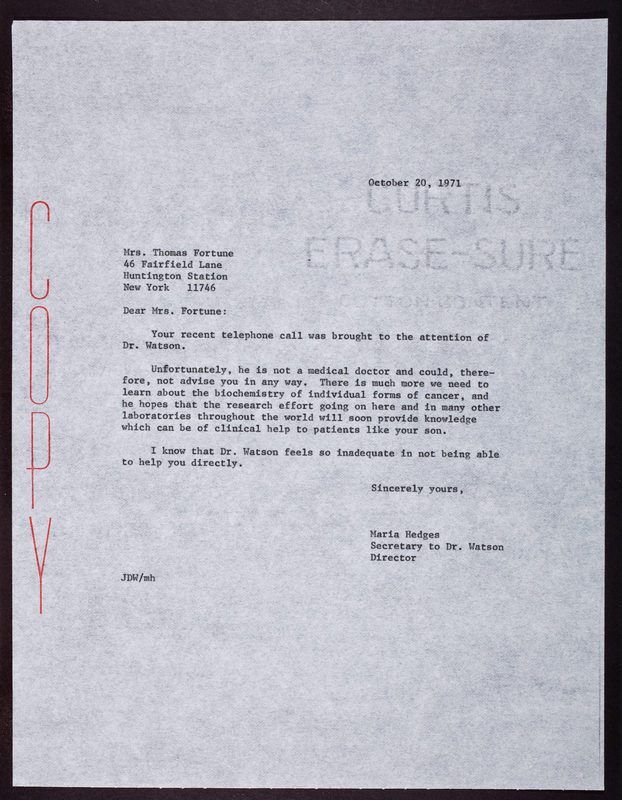 COPY
October 20, 1971
CURTIS
ERASE-SURE
COTTON CONTENT
Mrs. Thomas Fortune
46 Fairfield Lane
Huntington Station
New York 11746
Dear Mrs. Fortune:
Your recent telephone call was brought to the attention of
Dr. Watson.
Unfortunately, he is not a medical doctor and could, there-
fore, not advise you in any way. There is much more we need to
learn about the biochemistry of individual forms of cancer, and
he hopes that the research effort going on here and in many other
laboratories throughout the world will soon provide knowledge
which can be of clinical help to patients like your son.
I know that Dr. Watson feels so inadequate in not being able
to help you directly.
Sincerely yours,
Maria Hedges
Secretary to Dr. Watson
Director
JDW/mh